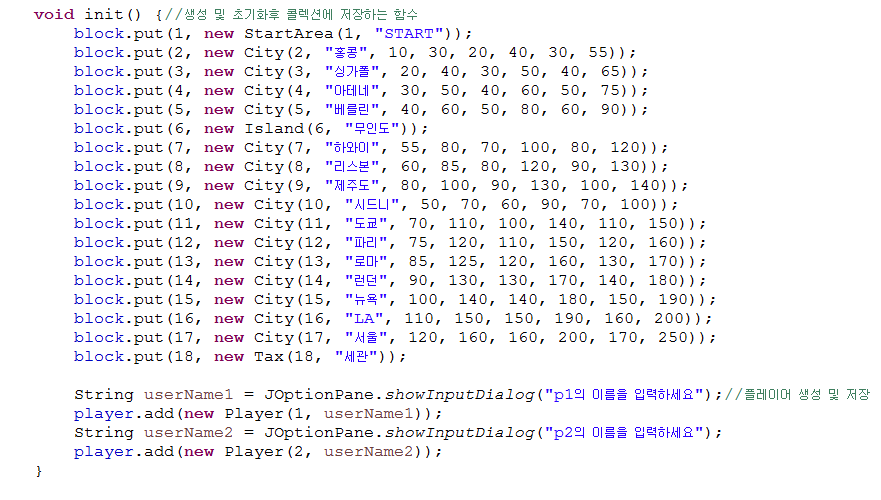 void init() {//생성 및 초기화후 콜렉션에 저장하는 함수
block.put(1, new StartArea(1, "START"));
block.put(2, new City(2, "홍콩", 10, 30, 20, 40, 30, 55));
block.put(3, new City(3, "싱가폴", 20, 40, 30, 50, 40, 65));
block.put(4, new City(4, "아테네", 30, 50, 40, 60, 50, 75));
block.put(5, new City(5, "베를린", 40, 60, 50, 80, 60, 90));
block.put(6, new Island(6, "무인도"));
block.put(7, new City(7, "하와이", 55, 80, 70, 100, 80, 120));
block.put(8, new City(8, "리스본", 60, 85, 80, 120, 90, 130));
block.put(9, new City(9, "제주도", 80, 100, 90, 130, 100, 140));
block.put(10, new City(10, "시드니", 50, 70, 60, 90, 70, 100));
block.put(11, new City(11, "도쿄", 70, 110, 100, 140, 110, 150));
block.put(12, new City(12, "파리", 75, 120, 110, 150, 120, 160));
block.put(13, new City(13, "로마", 85, 125, 120, 160, 130, 170));
block.put(14, new City(14, "런던", 90, 130, 130, 170, 140, 180));
block.put(15, new City(15, "뉴욕", 100, 140, 140, 180, 150, 190));
block.put(16, new City(16, "LA", 110, 150, 150, 190, 160, 200));
block.put(17, new City(17, "서울", 120, 160, 160, 200, 170, 250));
block.put(18, new Tax(18, "세관"));
String userName1 = JOptionPane.showInputDialog("p1의 이름을 입력하세요");//플레이어 생성 및 저장
player.add(new Player(1, userName1));
String userName2 = JOptionPane.showInputDialog("p2의 이름을 입력하세요");
player.add(new Player(2, userName2));
}